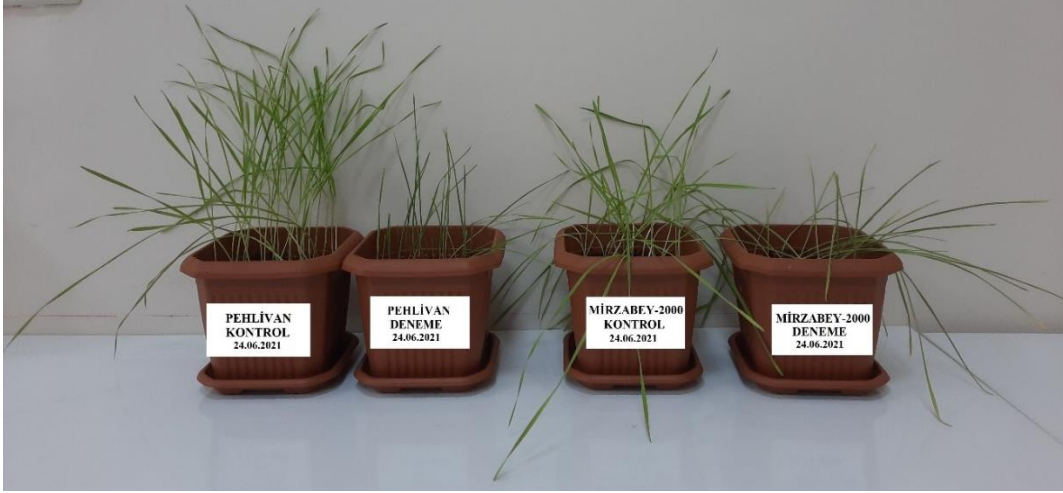 PEHLİVAN
KONTROL
24.06.2021
PEHLİVAN
DENEME
24.06.2021
MİRZABEY-2000
KONTROL
24.06.2021
MİRZABEY-2000
DENEME
24.06.2021